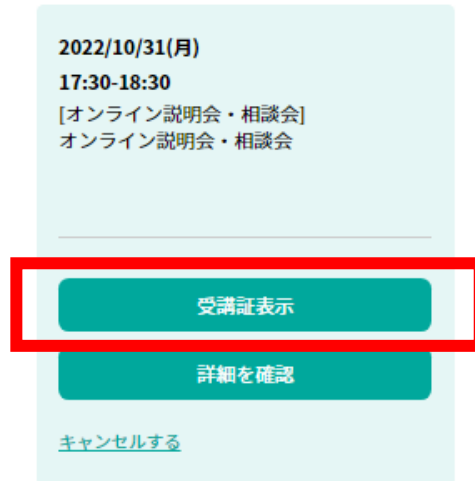 2022/10/31(月)
17:30-18:30
[オンライン説明会・相談会]
オンライン説明会・相談会
受講証表示
詳細を確認
キャンセルする